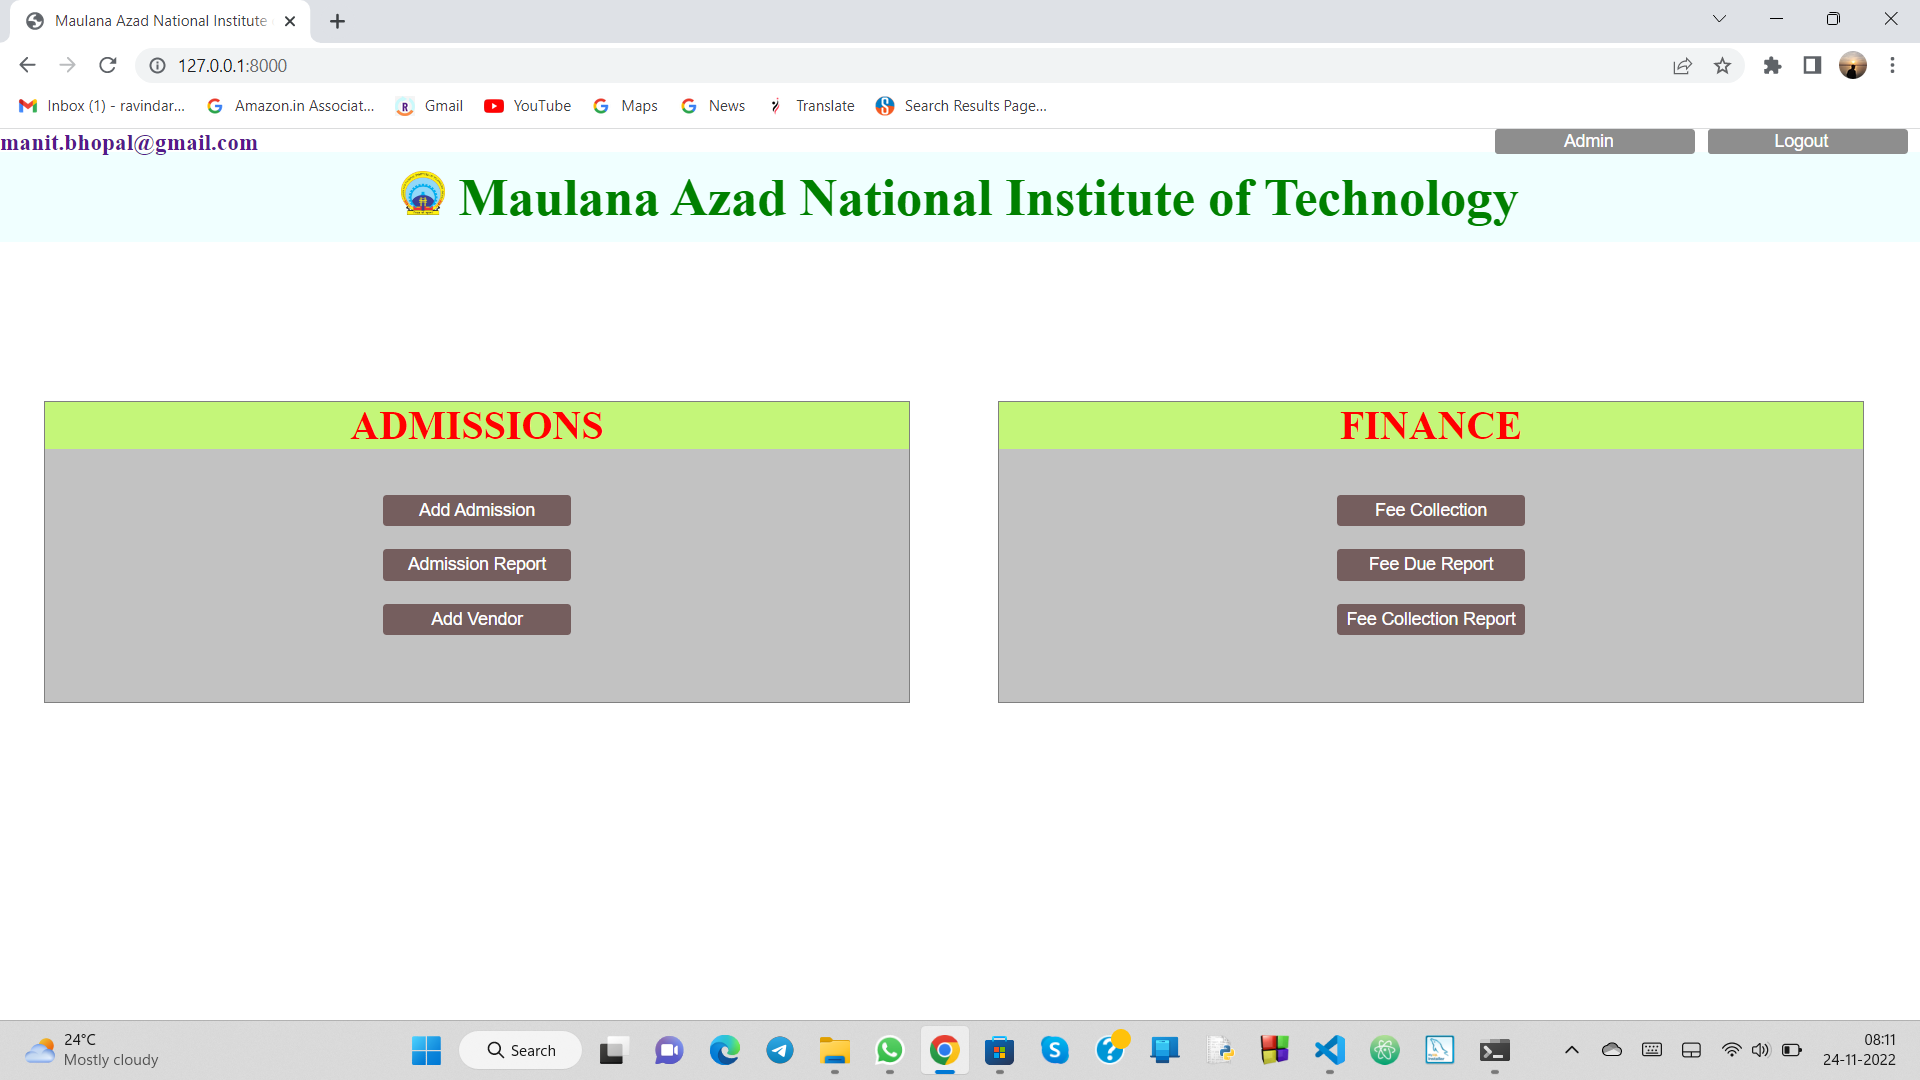 Maulana Azad National Institute
127.0.0.1:8000
Inbox (1) - ravindar...
Amazon.in Associat...
Gmail
YouTube
Maps
News
Translate
Search Results Page...
manit.bhopal@gmail.com
Admin
Logout
Maulana Azad National Institute of Technology
ADMISSIONS
Add Admission
Admission Report
Add Vendor
FINANCE
Fee Collection
Fee Due Report
Fee Collection Report
24°C
Mostly cloudy
Search
08:11
24-11-2022